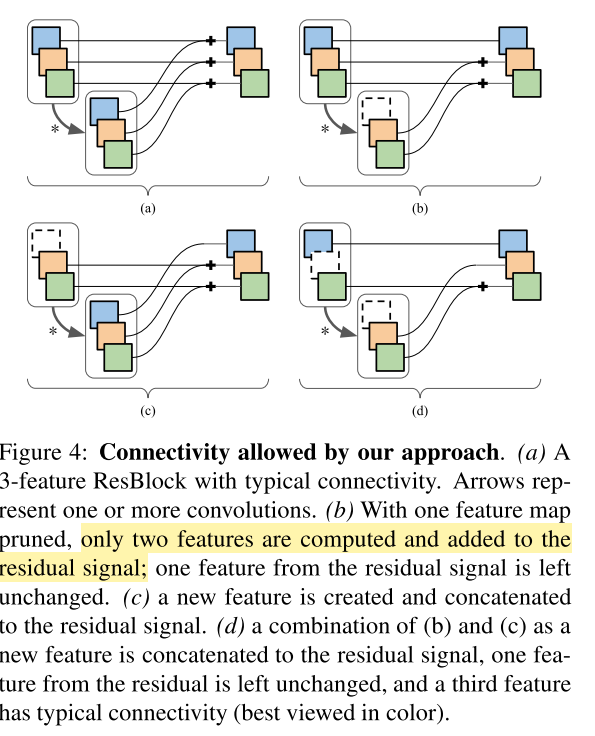 *
*
(a)
(b)
*
*
(c)
(d)
Figure 4: Connectivity allowed by our approach. (a) A
3-feature ResBlock with typical connectivity. Arrows rep-
resent one or more convolutions. (b) With one feature map
pruned, only two features are computed and added to the
residual signal; one feature from the residual signal is left
unchanged. (c) a new feature is created and concatenated
to the residual signal. (d) a combination of (b) and (c) as a
new feature is concatenated to the residual signal, one fea-
ture from the residual is left unchanged, and a third feature
has typical connectivity (best viewed in color).